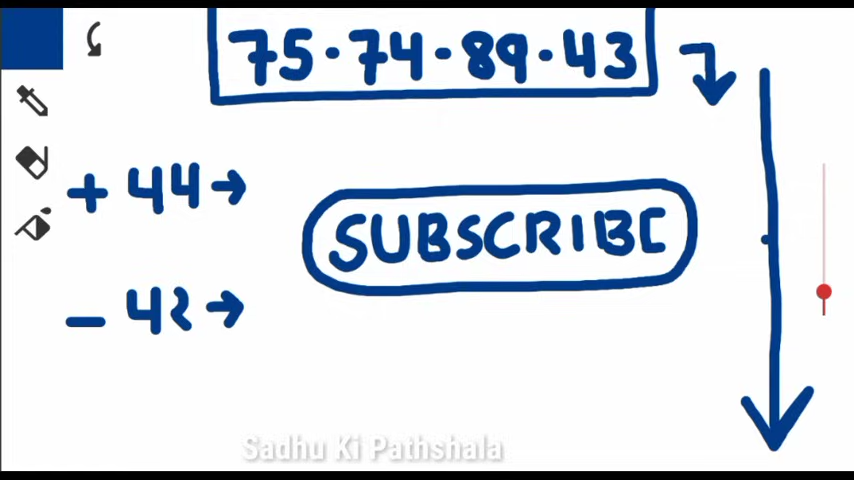 75·74·89·43
+ 44 →
SUBSCRIBE
- 42 →
Sadhu Ki Pathshala